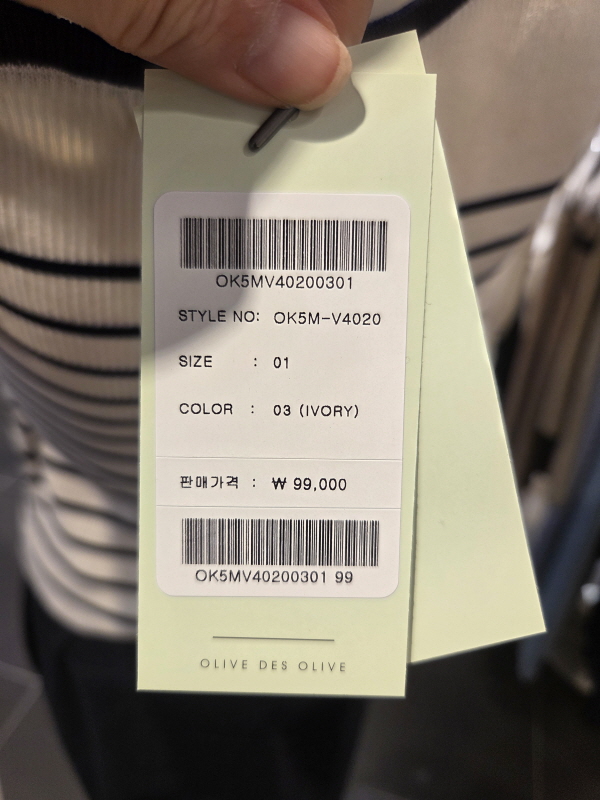 OK5MV40200301
STYLE NO: OK5M-V4020
SIZE : 01
COLOR : 03 (IVORY)
판매가격 : ₩ 99,000
OK5MV40200301 99
OLIVE DES OLIVE